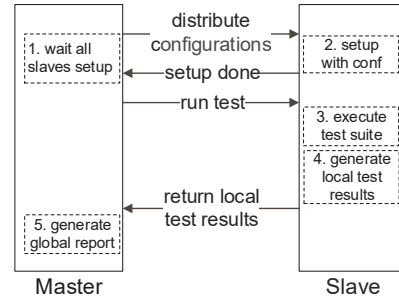 distribute
configurations
1. wait all
slaves setup
2. setup
with conf
setup done
run test
3. execute
test suite
4. generate
local test
results
return local
test results
5. generate
global report
Master
Slave